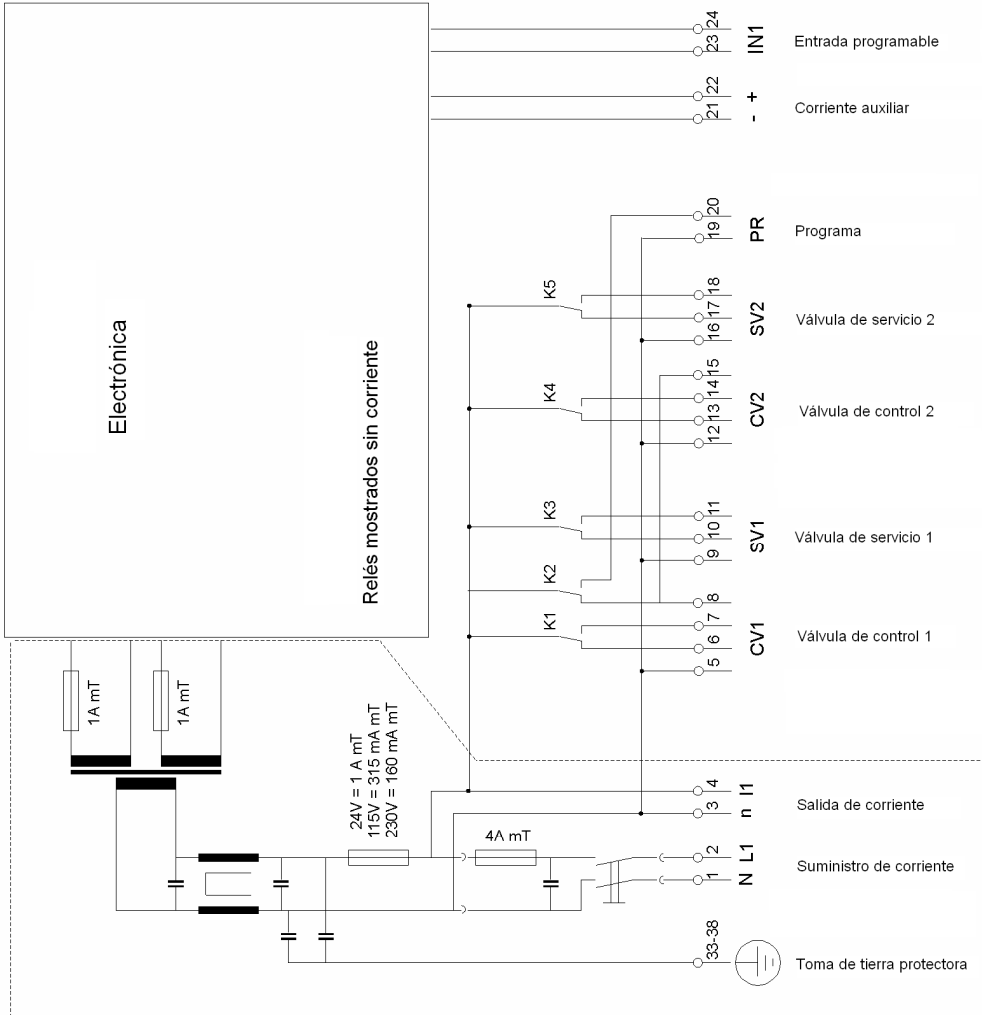 24
23
IN1
Entrada programable
22
21
- +
Corriente auxiliar
20
19
PR
Programa
K5
18
17
16
SV2
Válvula de servicio 2
K4
15
14
13
12
CV2
Válvula de control 2
K3
11
10
9
SV1
Válvula de servicio 1
K2
8
K1
7
6
5
CV1
Válvula de control 1
Electrónica
Relés mostrados sin corriente
1A mT
1A mT
24V = 1 A mT
115V = 315 mA mT
230V = 160 mA mT
4A mT
4
3
n l1
Salida de corriente
2
1
N L1
Suministro de corriente
33-38
Toma de tierra protectora